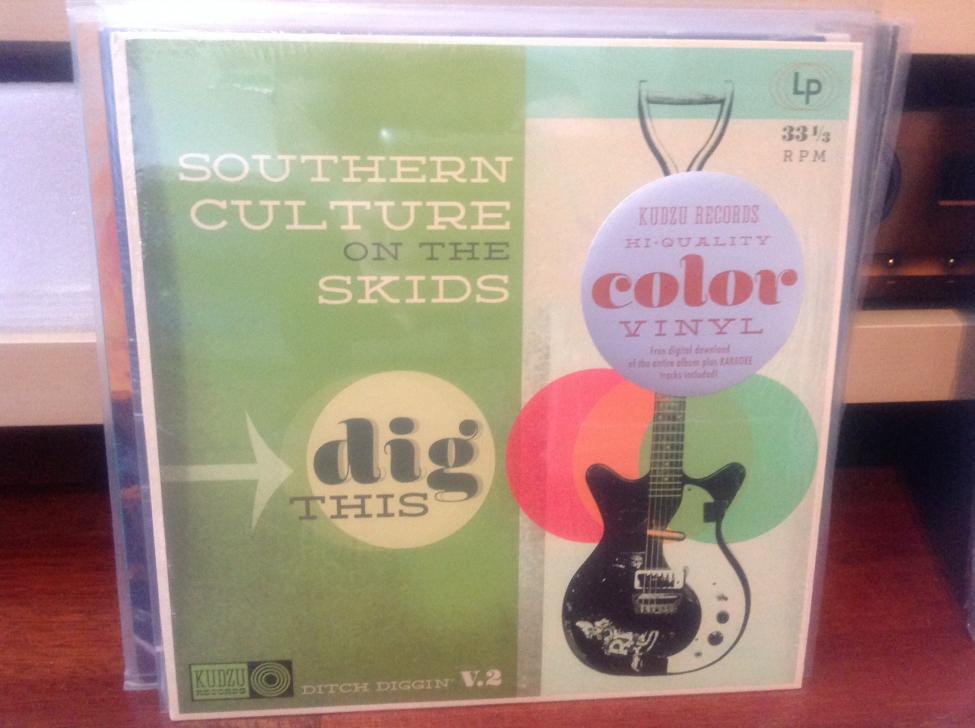 SOUTHERN
CULTURE
ON THE
SKIDS
dig
THIS
KUDZU
RECORDS
DITCH DIGGIN' V.2
LP
33 1/3
RPM
KUDZU RECORDS
HI-QUALITY
color
VINYL
Free digital download
of the entire album plus KARAOKE
tracks included!